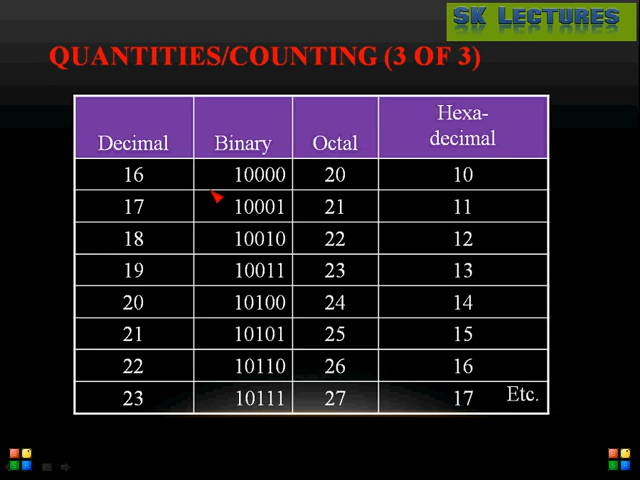 SK LECTURES
QUANTITIES/COUNTING (3 OF 3)
Decimal Binary Octal Hexa-
decimal
16 10000 20 10
17 10001 21 11
18 10010 22 12
19 10011 23 13
20 10100 24 14
21 10101 25 15
22 10110 26 16
23 10111 27 17 Etc.